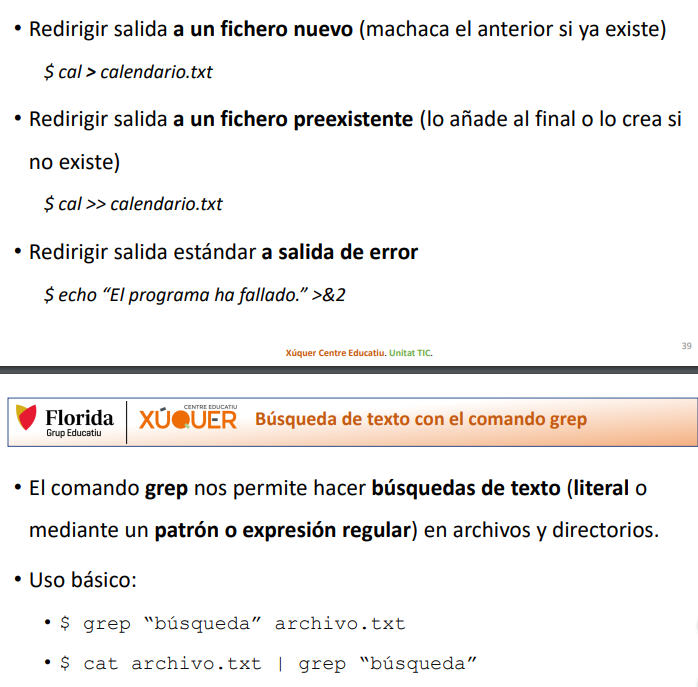 • Redirigir salida a un fichero nuevo (machaca el anterior si ya existe)
$ cal > calendario.txt
• Redirigir salida a un fichero preexistente (lo añade al final o lo crea si
no existe)
$ cal >> calendario.txt
• Redirigir salida estándar a salida de error
$ echo “El programa ha fallado.” >&2
39
Xúquer Centre Educatiu. Unitat TIC.
Florida
Grup Educatiu
CENTRE EDUCATIU
XÚQUER
Búsqueda de texto con el comando grep
• El comando grep nos permite hacer búsquedas de texto (literal o
mediante un patrón o expresión regular) en archivos y directorios.
• Uso básico:
• $ grep “búsqueda” archivo.txt
• $ cat archivo.txt | grep “búsqueda”